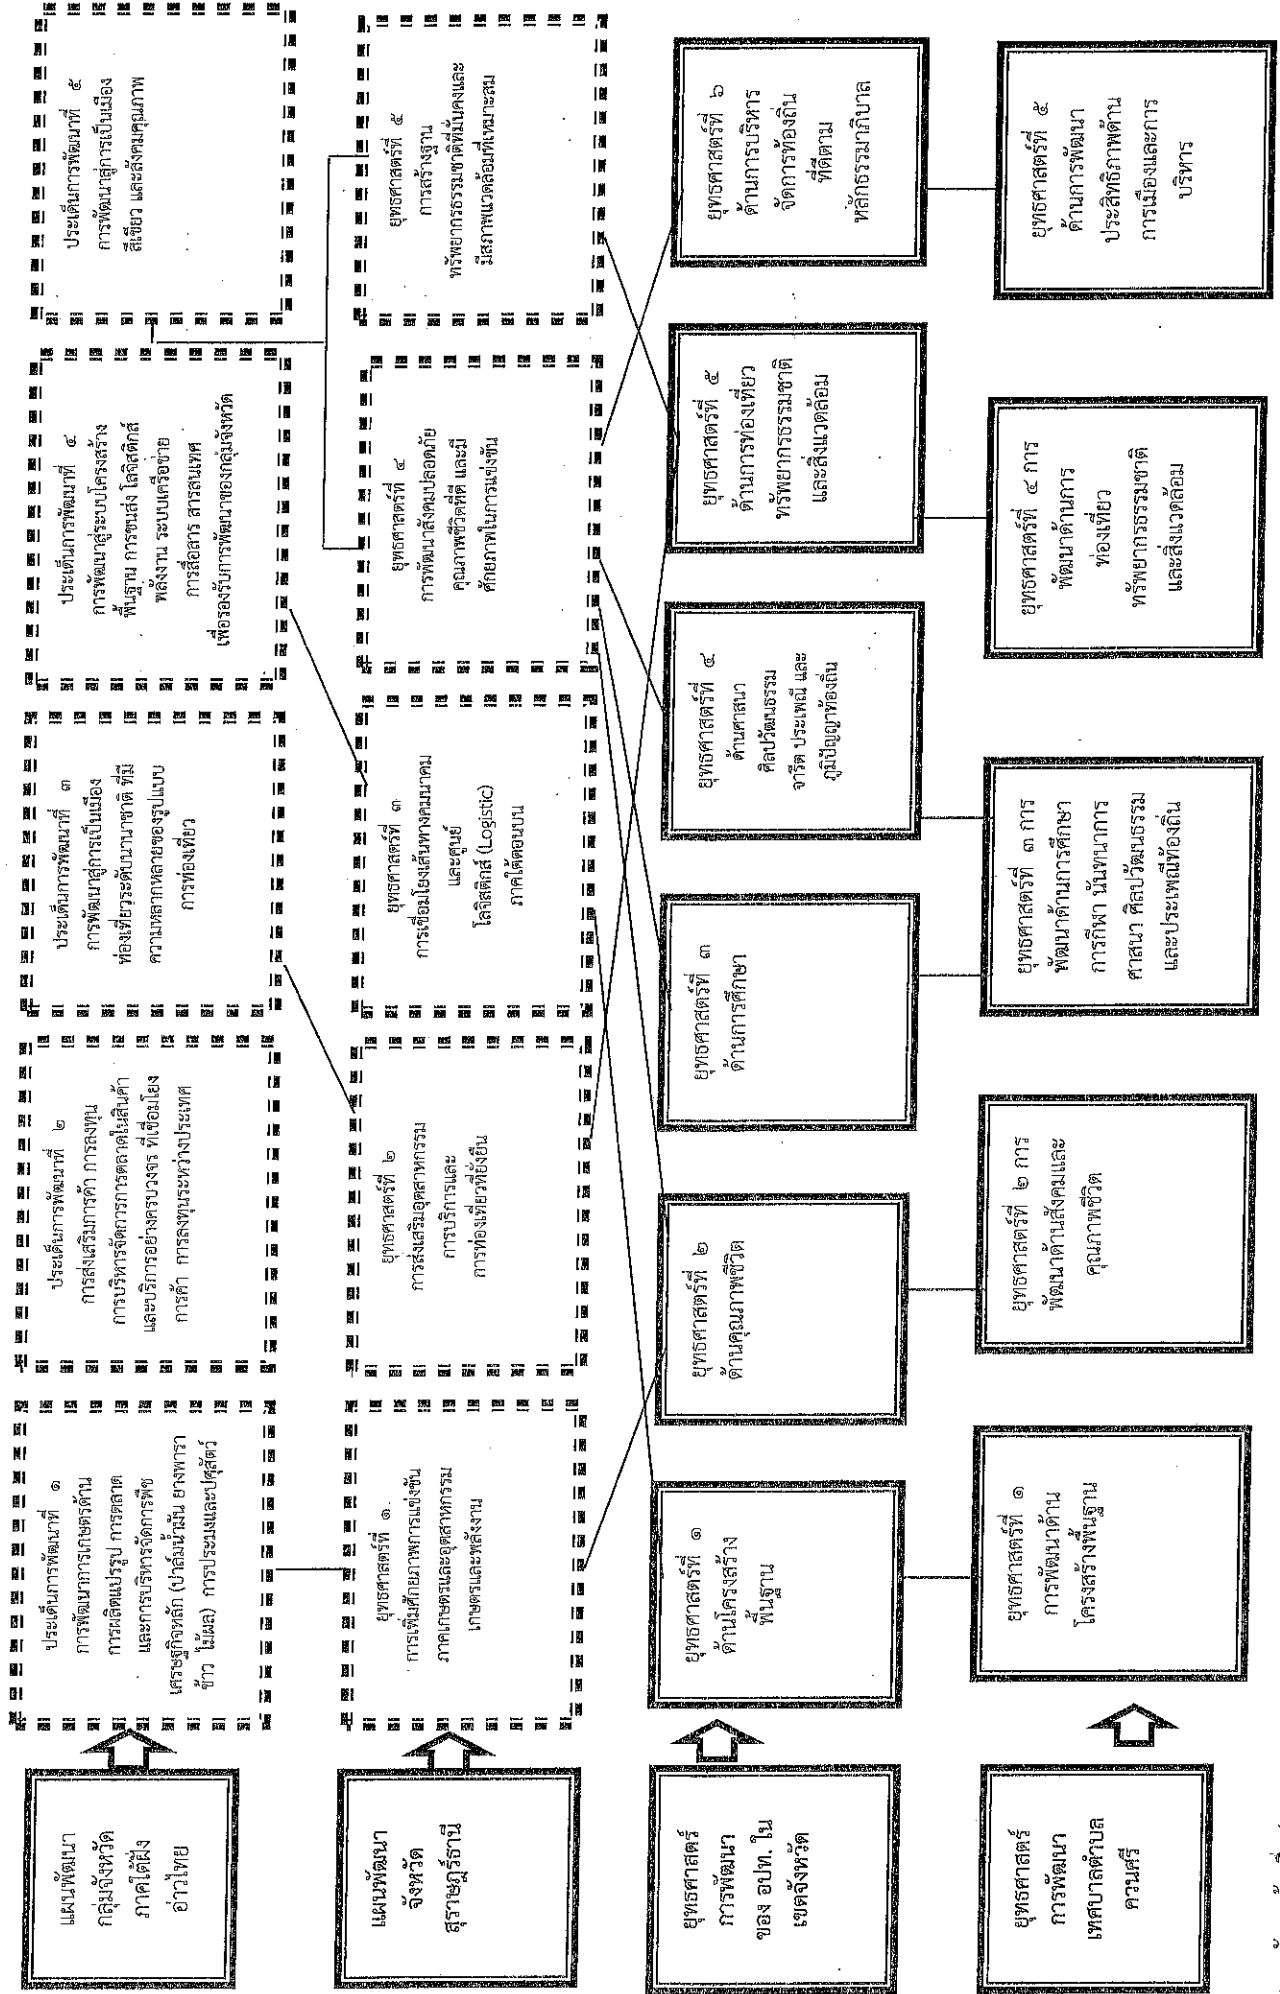 แผนพัฒนา
กลุ่มจังหวัด
ภาคใต้ฝั่ง
อ่าวไทย
ประเด็นการพัฒนาที่ ๑
การพัฒนาการเกษตรด้าน
การผลิตแปรรูป การตลาด
และการบริหารจัดการพืช
เศรษฐกิจหลัก (ปาล์มน้ำมัน ยางพารา
ข้าว ไม้ผล) การประมงและปศุสัตว์
ประเด็นการพัฒนาที่ ๒
การส่งเสริมการค้า การลงทุน
การบริหารจัดการการตลาดในสินค้า
และบริการอย่างครบวงจร ที่เชื่อมโยง
การค้า การลงทุนระหว่างประเทศ
ประเด็นการพัฒนาที่ ๓
การพัฒนาสู่การเป็นเมือง
ท่องเที่ยวระดับนานาชาติ ที่มี
ความหลากหลายของรูปแบบ
การท่องเที่ยว
ประเด็นการพัฒนาที่ ๔
การพัฒนาสู่ระบบโครงสร้าง
พื้นฐาน การขนส่ง โลจิสติกส์
พลังงาน ระบบเครือข่าย
การสื่อสาร สารสนเทศ
เพื่อรองรับการพัฒนาของกลุ่มจังหวัด
ประเด็นการพัฒนาที่ ๕
การพัฒนาสู่การเป็นเมือง
สีเขียว และสังคมคุณภาพ
แผนพัฒนา
จังหวัด
สุราษฎร์ธานี
ยุทธศาสตร์ที่ ๑
การเพิ่มศักยภาพการแข่งขัน
ภาคเกษตรและอุตสาหกรรม
เกษตรและพลังงาน
ยุทธศาสตร์ที่ ๒
การส่งเสริมอุตสาหกรรม
การบริการและ
การท่องเที่ยวที่ยั่งยืน
ยุทธศาสตร์ที่ ๓
การเชื่อมโยงเส้นทางคมนาคม
และศูนย์
โลจิสติกส์ (Logistic)
ภาคใต้ตอนบน
ยุทธศาสตร์ที่ ๔
การพัฒนาสังคมปลอดภัย
คุณภาพชีวิตที่ดี และมี
ศักยภาพในการแข่งขัน
ยุทธศาสตร์ที่ ๕
การสร้างฐาน
ทรัพยากรธรรมชาติที่มั่นคงและ
มีสภาพแวดล้อมที่เหมาะสม
ยุทธศาสตร์
การพัฒนา
ของ อปท. ใน
เขตจังหวัด
ยุทธศาสตร์ที่ ๑
ด้านโครงสร้าง
พื้นฐาน
ยุทธศาสตร์ที่ ๒
ด้านคุณภาพชีวิต
ยุทธศาสตร์ที่ ๓
ด้านการศึกษา
ยุทธศาสตร์ที่ ๔
ด้านศาสนา
ศิลปวัฒนธรรม
จารีต ประเพณี และ
ภูมิปัญญาท้องถิ่น
ยุทธศาสตร์ที่ ๕
ด้านการท่องเที่ยว
ทรัพยากรธรรมชาติ
และสิ่งแวดล้อม
ยุทธศาสตร์ที่ ๖
ด้านการบริหาร
จัดการท้องถิ่น
ที่ดีตาม
หลักธรรมาภิบาล
ยุทธศาสตร์
การพัฒนา
เทศบาลตำบล
ควนศรี
ยุทธศาสตร์ที่ ๑
การพัฒนาด้าน
โครงสร้างพื้นฐาน
ยุทธศาสตร์ที่ ๒ การ
พัฒนาด้านสังคมและ
คุณภาพชีวิต
ยุทธศาสตร์ที่ ๓ การ
พัฒนาด้านการศึกษา
การกีฬา นันทนาการ
ศาสนา ศิลปวัฒนธรรม
และประเพณีท้องถิ่น
ยุทธศาสตร์ที่ ๔ การ
พัฒนาด้านการ
ท่องเที่ยว
ทรัพยากรธรรมชาติ
และสิ่งแวดล้อม
ยุทธศาสตร์ที่ ๕
ด้านการพัฒนา
ประสิทธิภาพด้าน
การเมืองและการ
บริหาร